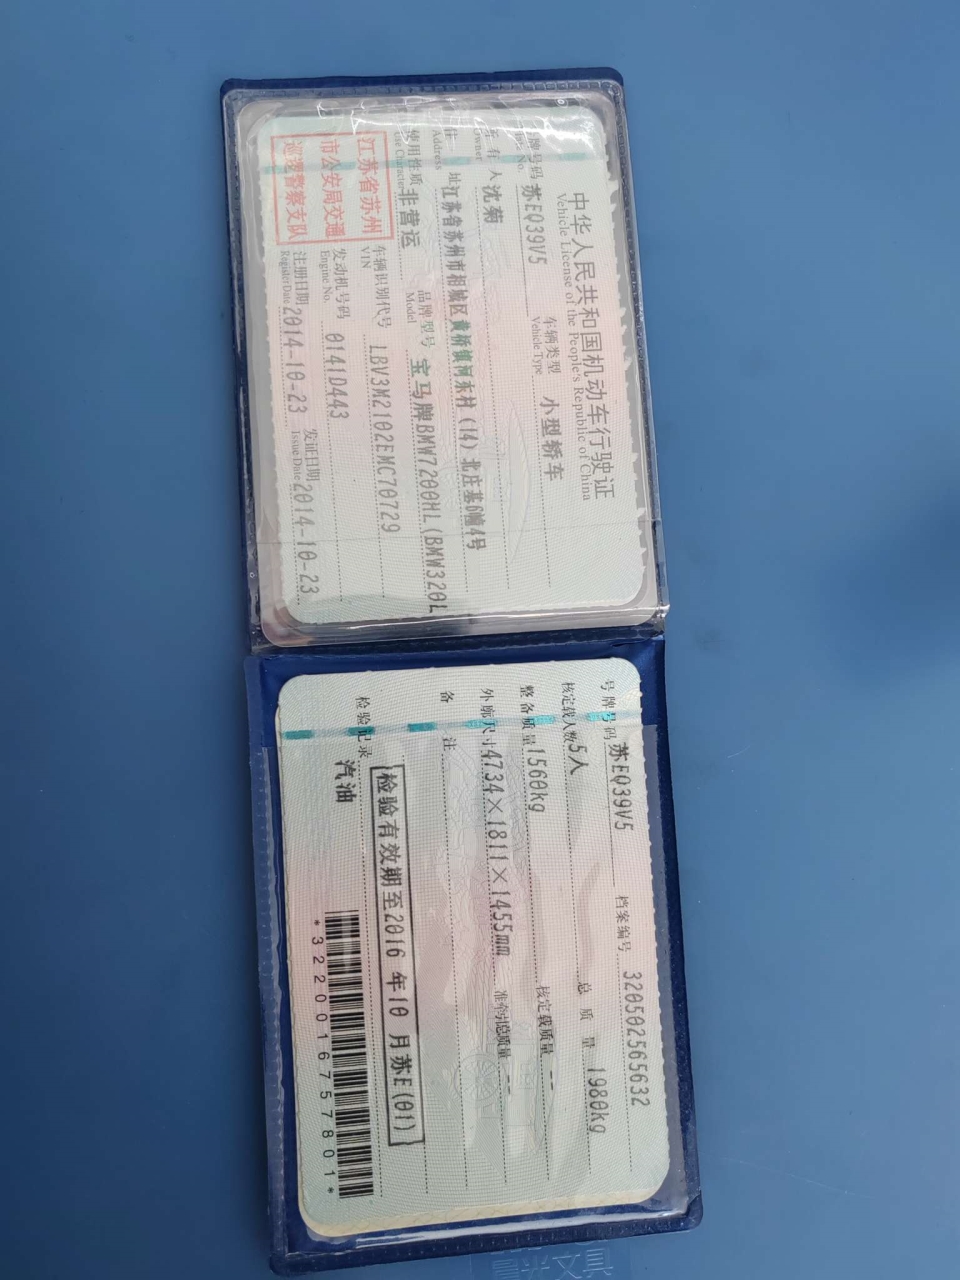 中华人民共和国机动车行驶证
Vehicle License of the People's Republic of China
牌号码 苏EQ39V5 车辆类型 小型轿车
No. Vehicle Type
有人 沈菊
Owner
住 址 江苏省苏州市相城区黄桥镇河东村(14)北庄基6幢4号
Address
使用性质 非营运 品牌型号 宝马牌BMW7200ML(BMW320L
Model
江苏省苏州
市公安局交通
巡逻警察支队
车辆识别代号 LBV3M2102EMC70729
VIN
发动机号码 0141D443
Engine No.
注册日期 2014-10-23 发证日期 2014-10-23
Register Date Issue Date
号牌号码 苏EQ39V5 档案编号 320502565632
核定载人数 5人 总质量 1980kg
整备质量 1560kg 核定载质量 --
外廓尺寸 4734×1811×1455mm 准牵引总质量 --
备 注
检验有效期至2016年10月苏E(01)
检验记录 汽油
*3220016757801*